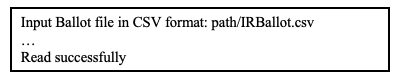 Input Ballot file in CSV format: path/IRBallot.csv
…
Read successfully